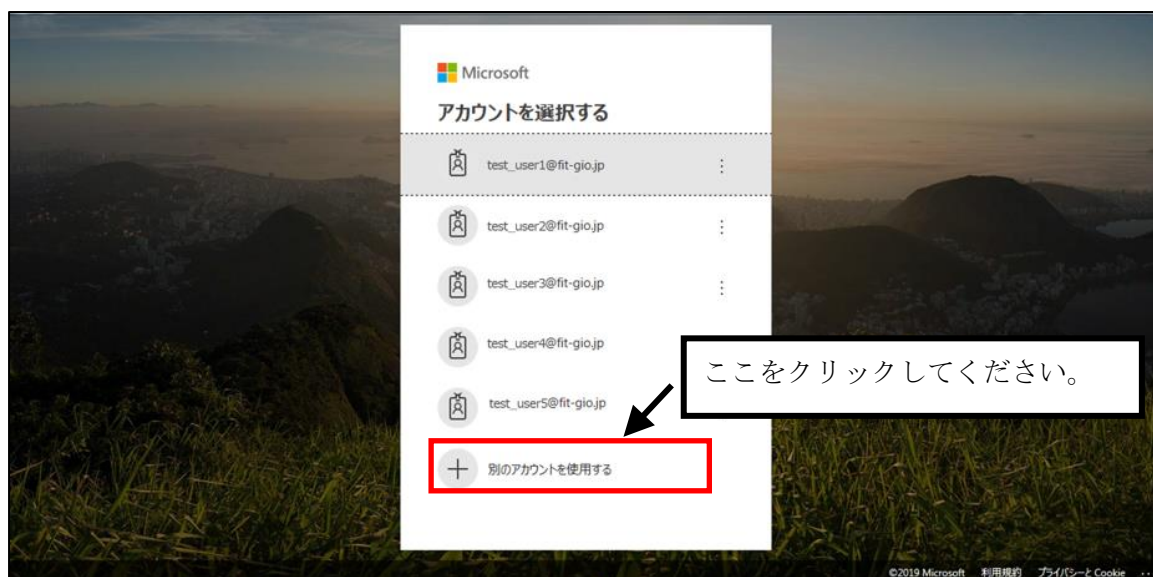 Microsoft
アカウントを選択する
test_user1@fit-gio.jp
test_user2@fit-gio.jp
test_user3@fit-gio.jp
test_user4@fit-gio.jp
ここをクリックしてください。
test_user5@fit-gio.jp
別のアカウントを使用する
©2019 Microsoft 利用規約 プライバシーと Cookie ...